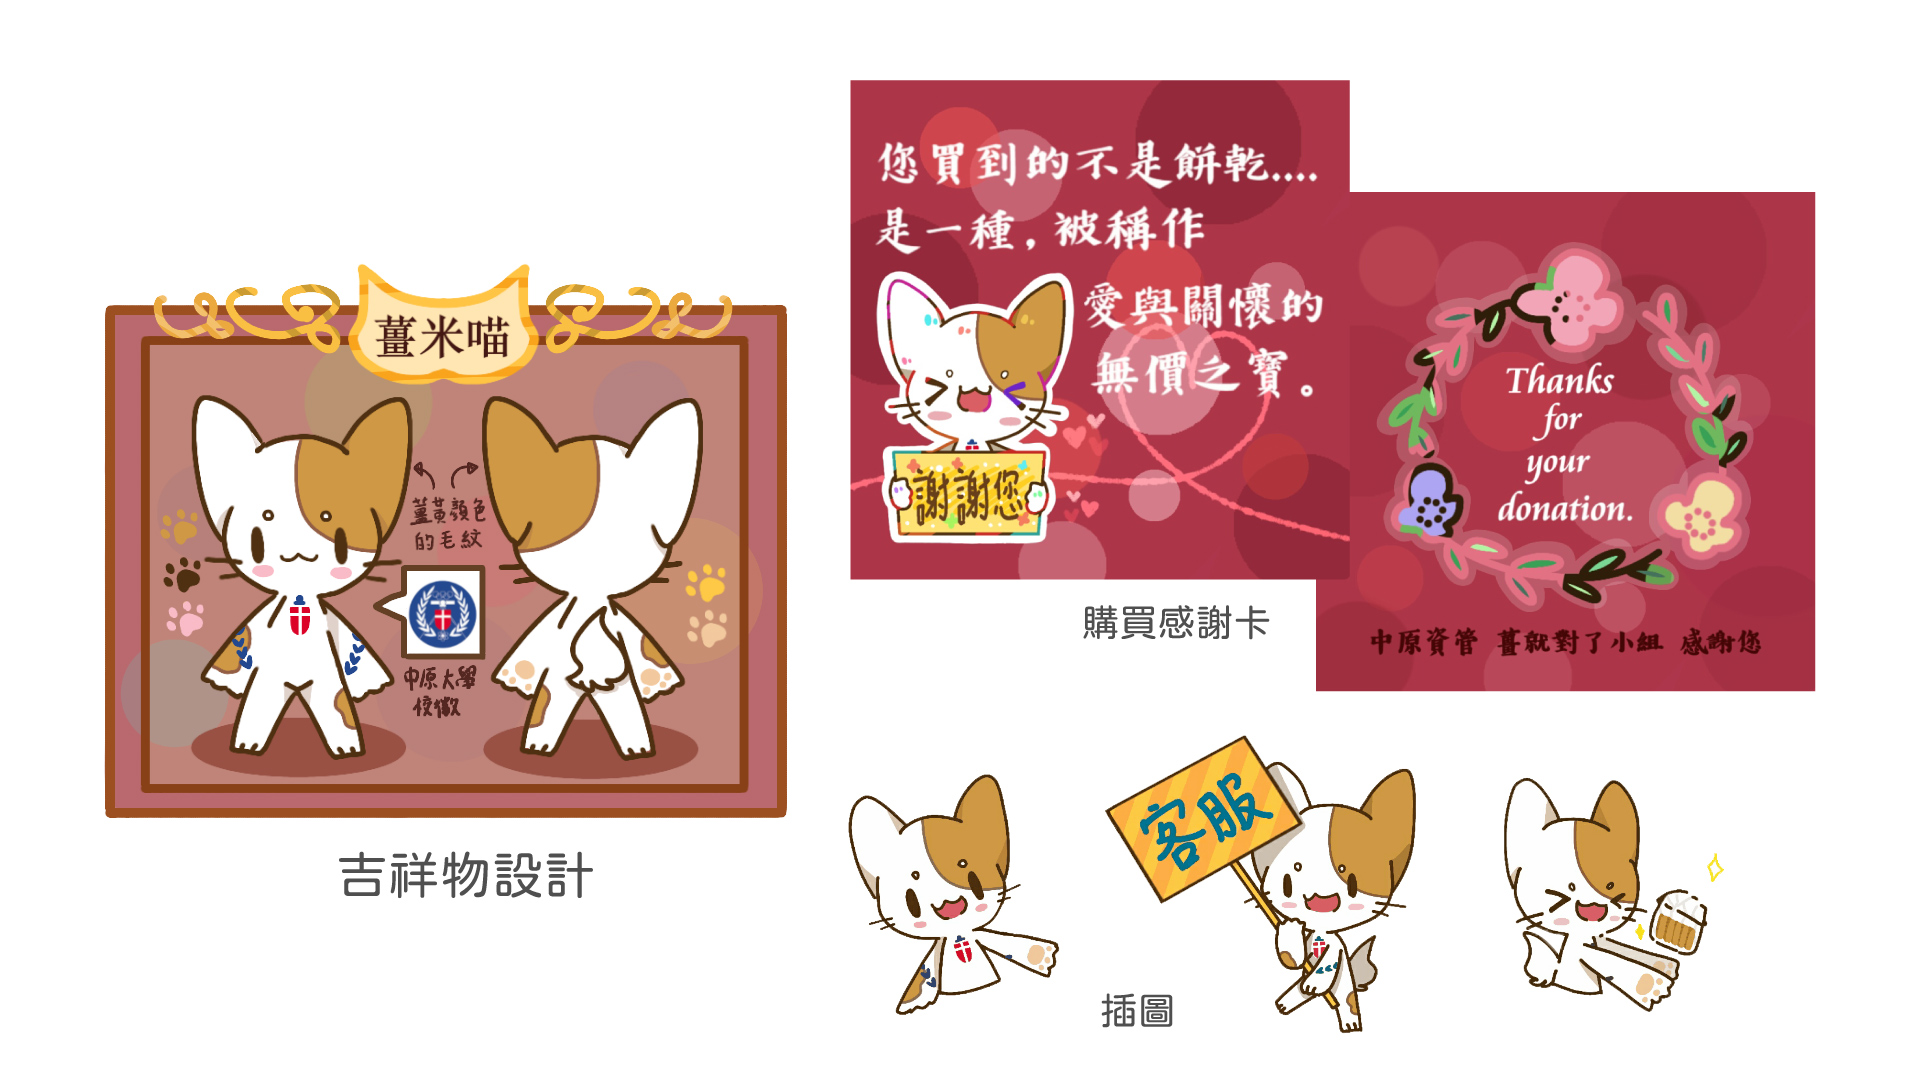 薑米喵
薑黃顏色
的毛紋
中原大學
校徽
吉祥物設計
您買到的不是餅乾....
是一種，被稱作
愛與關懷的
無價之寶。
謝謝您
購買感謝卡
Thanks
for
your
donation.
中原資管 薑就對了小組 感謝您
客服
插圖